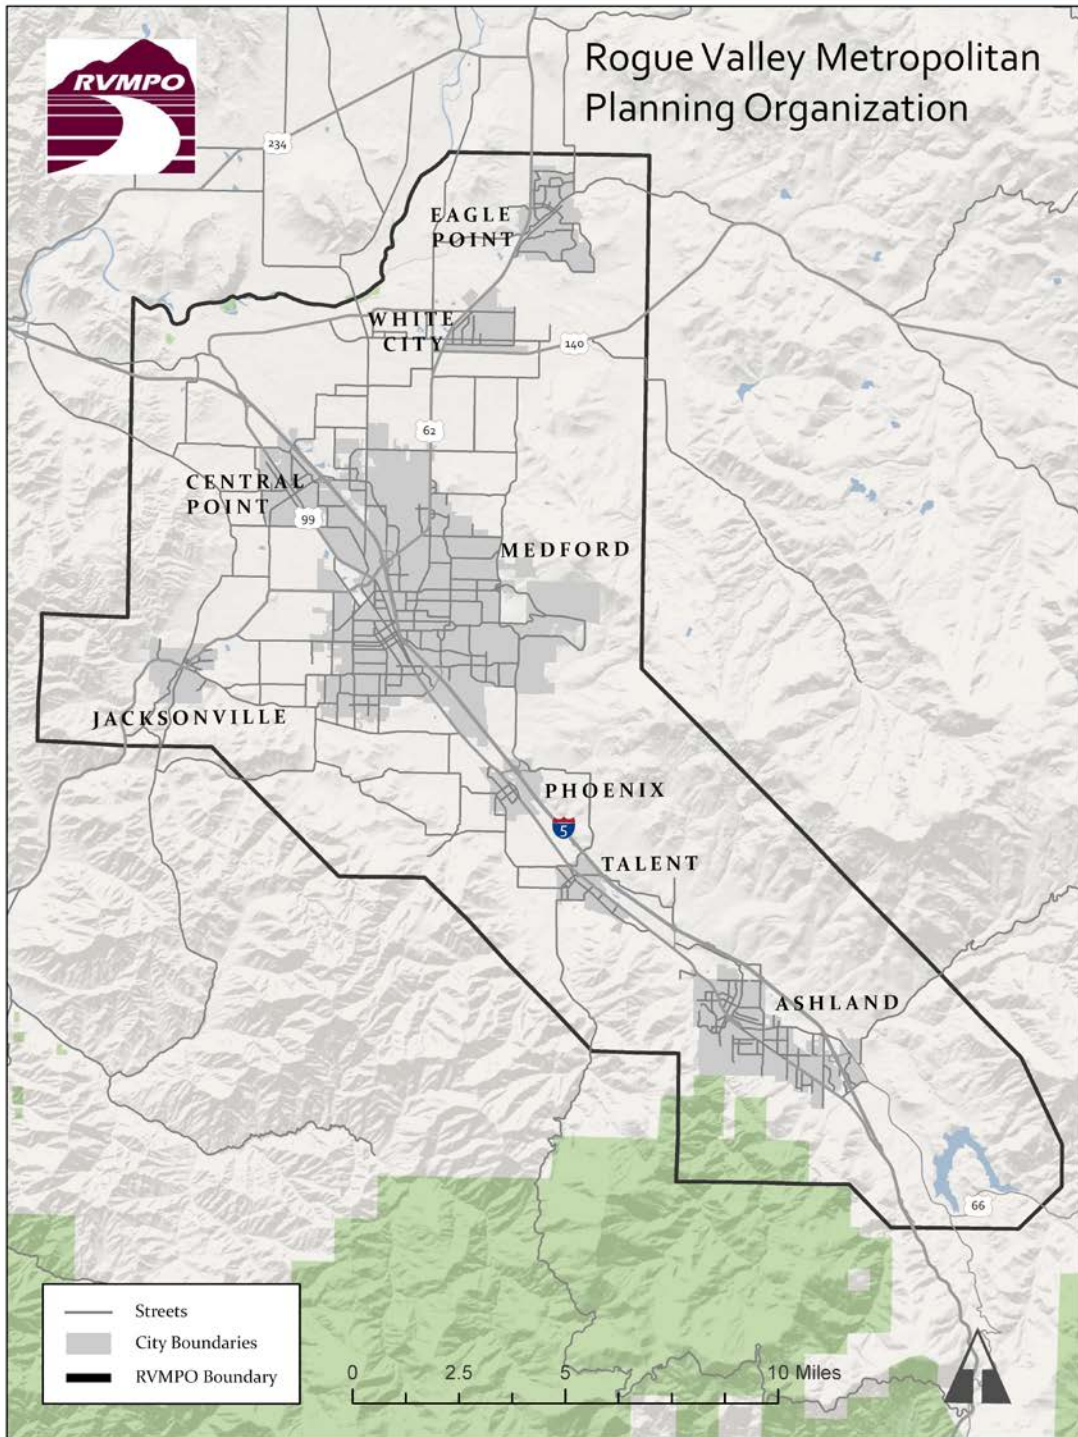 RVMPO
Rogue Valley Metropolitan
Planning Organization
234
EAGLE
POINT
WHITE
CITY
140
62
CENTRAL
POINT
99
MEDFORD
JACKSONVILLE
PHOENIX
5
TALENT
ASHLAND
66
Streets
City Boundaries
RVMPO Boundary
0 2.5 5 10 Miles